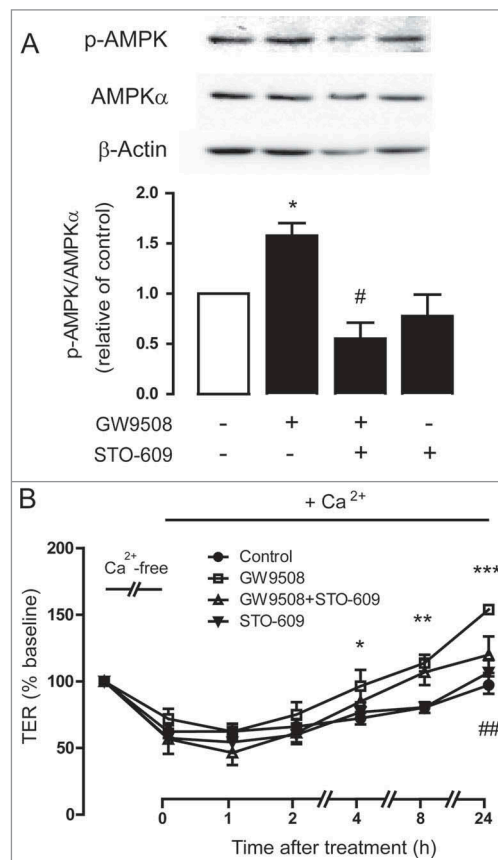 A
p-AMPK
AMPKα
β-Actin
p-AMPK/AMPKα
(relative of control)
2.0
1.5
1.0
0.5
0.0
*
#
GW9508 - + + -
STO-609 - - + +
B
+ Ca2+
Ca2+-free
Control
GW9508
GW9508+STO-609
STO-609
TER (% baseline)
200
150
100
50
0
*
**
***
##
0 1 2 4 8 24
Time after treatment (h)